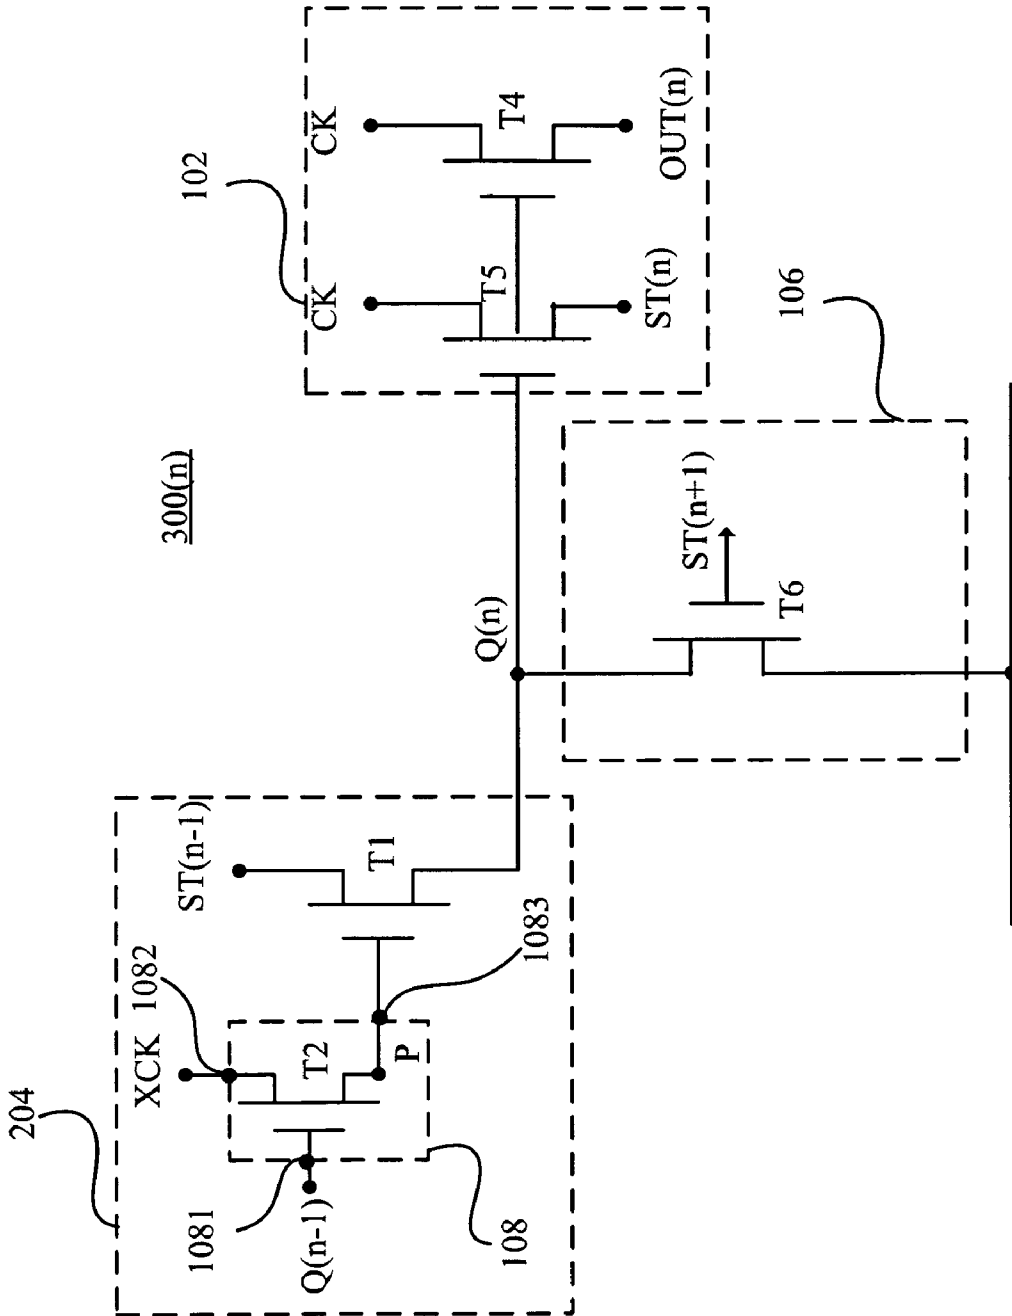 300(n)
204
XCK
1082
ST(n-1)
T2
T1
P
1083
1081
Q(n-1)
108
Q(n)
102
CK
CK
T5
T4
ST(n)
OUT(n)
106
ST(n+1)
T6